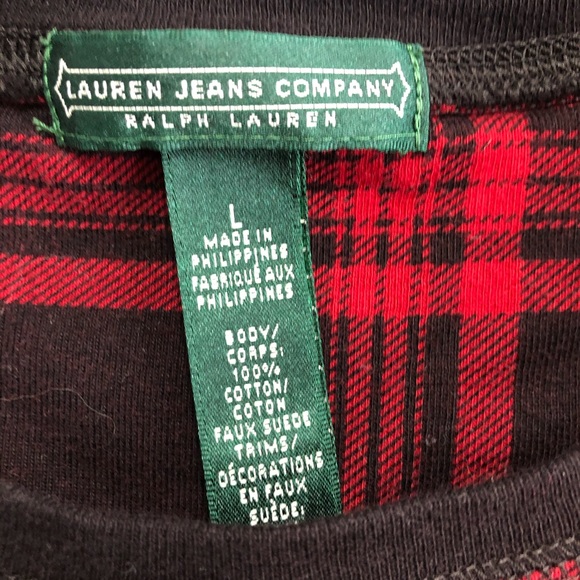 LAUREN JEANS COMPANY
RALPH LAUREN
L
MADE IN
PHILIPPINES
FABRIQUÉ AUX
PHILIPPINES
BODY/
CORPS:
100%
COTTON/
COTON
FAUX SUEDE
TRIMS/
DÉCORATIONS
EN FAUX
SUÈDE: